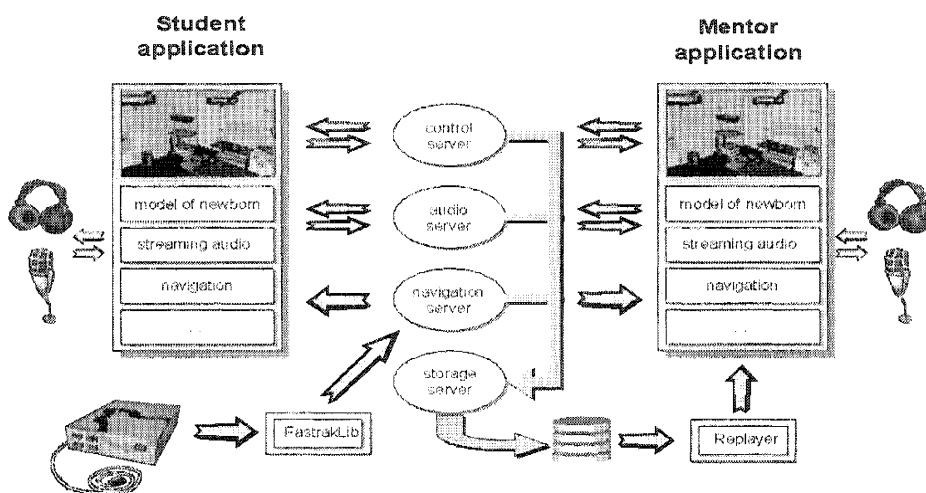 Student
application
Mentor
application
control
server
model of newborn
streaming audio
navigation
...
audio
server
navigation
server
storage
server
model of newborn
streaming audio
navigation
...
FastrakLib
Replayer